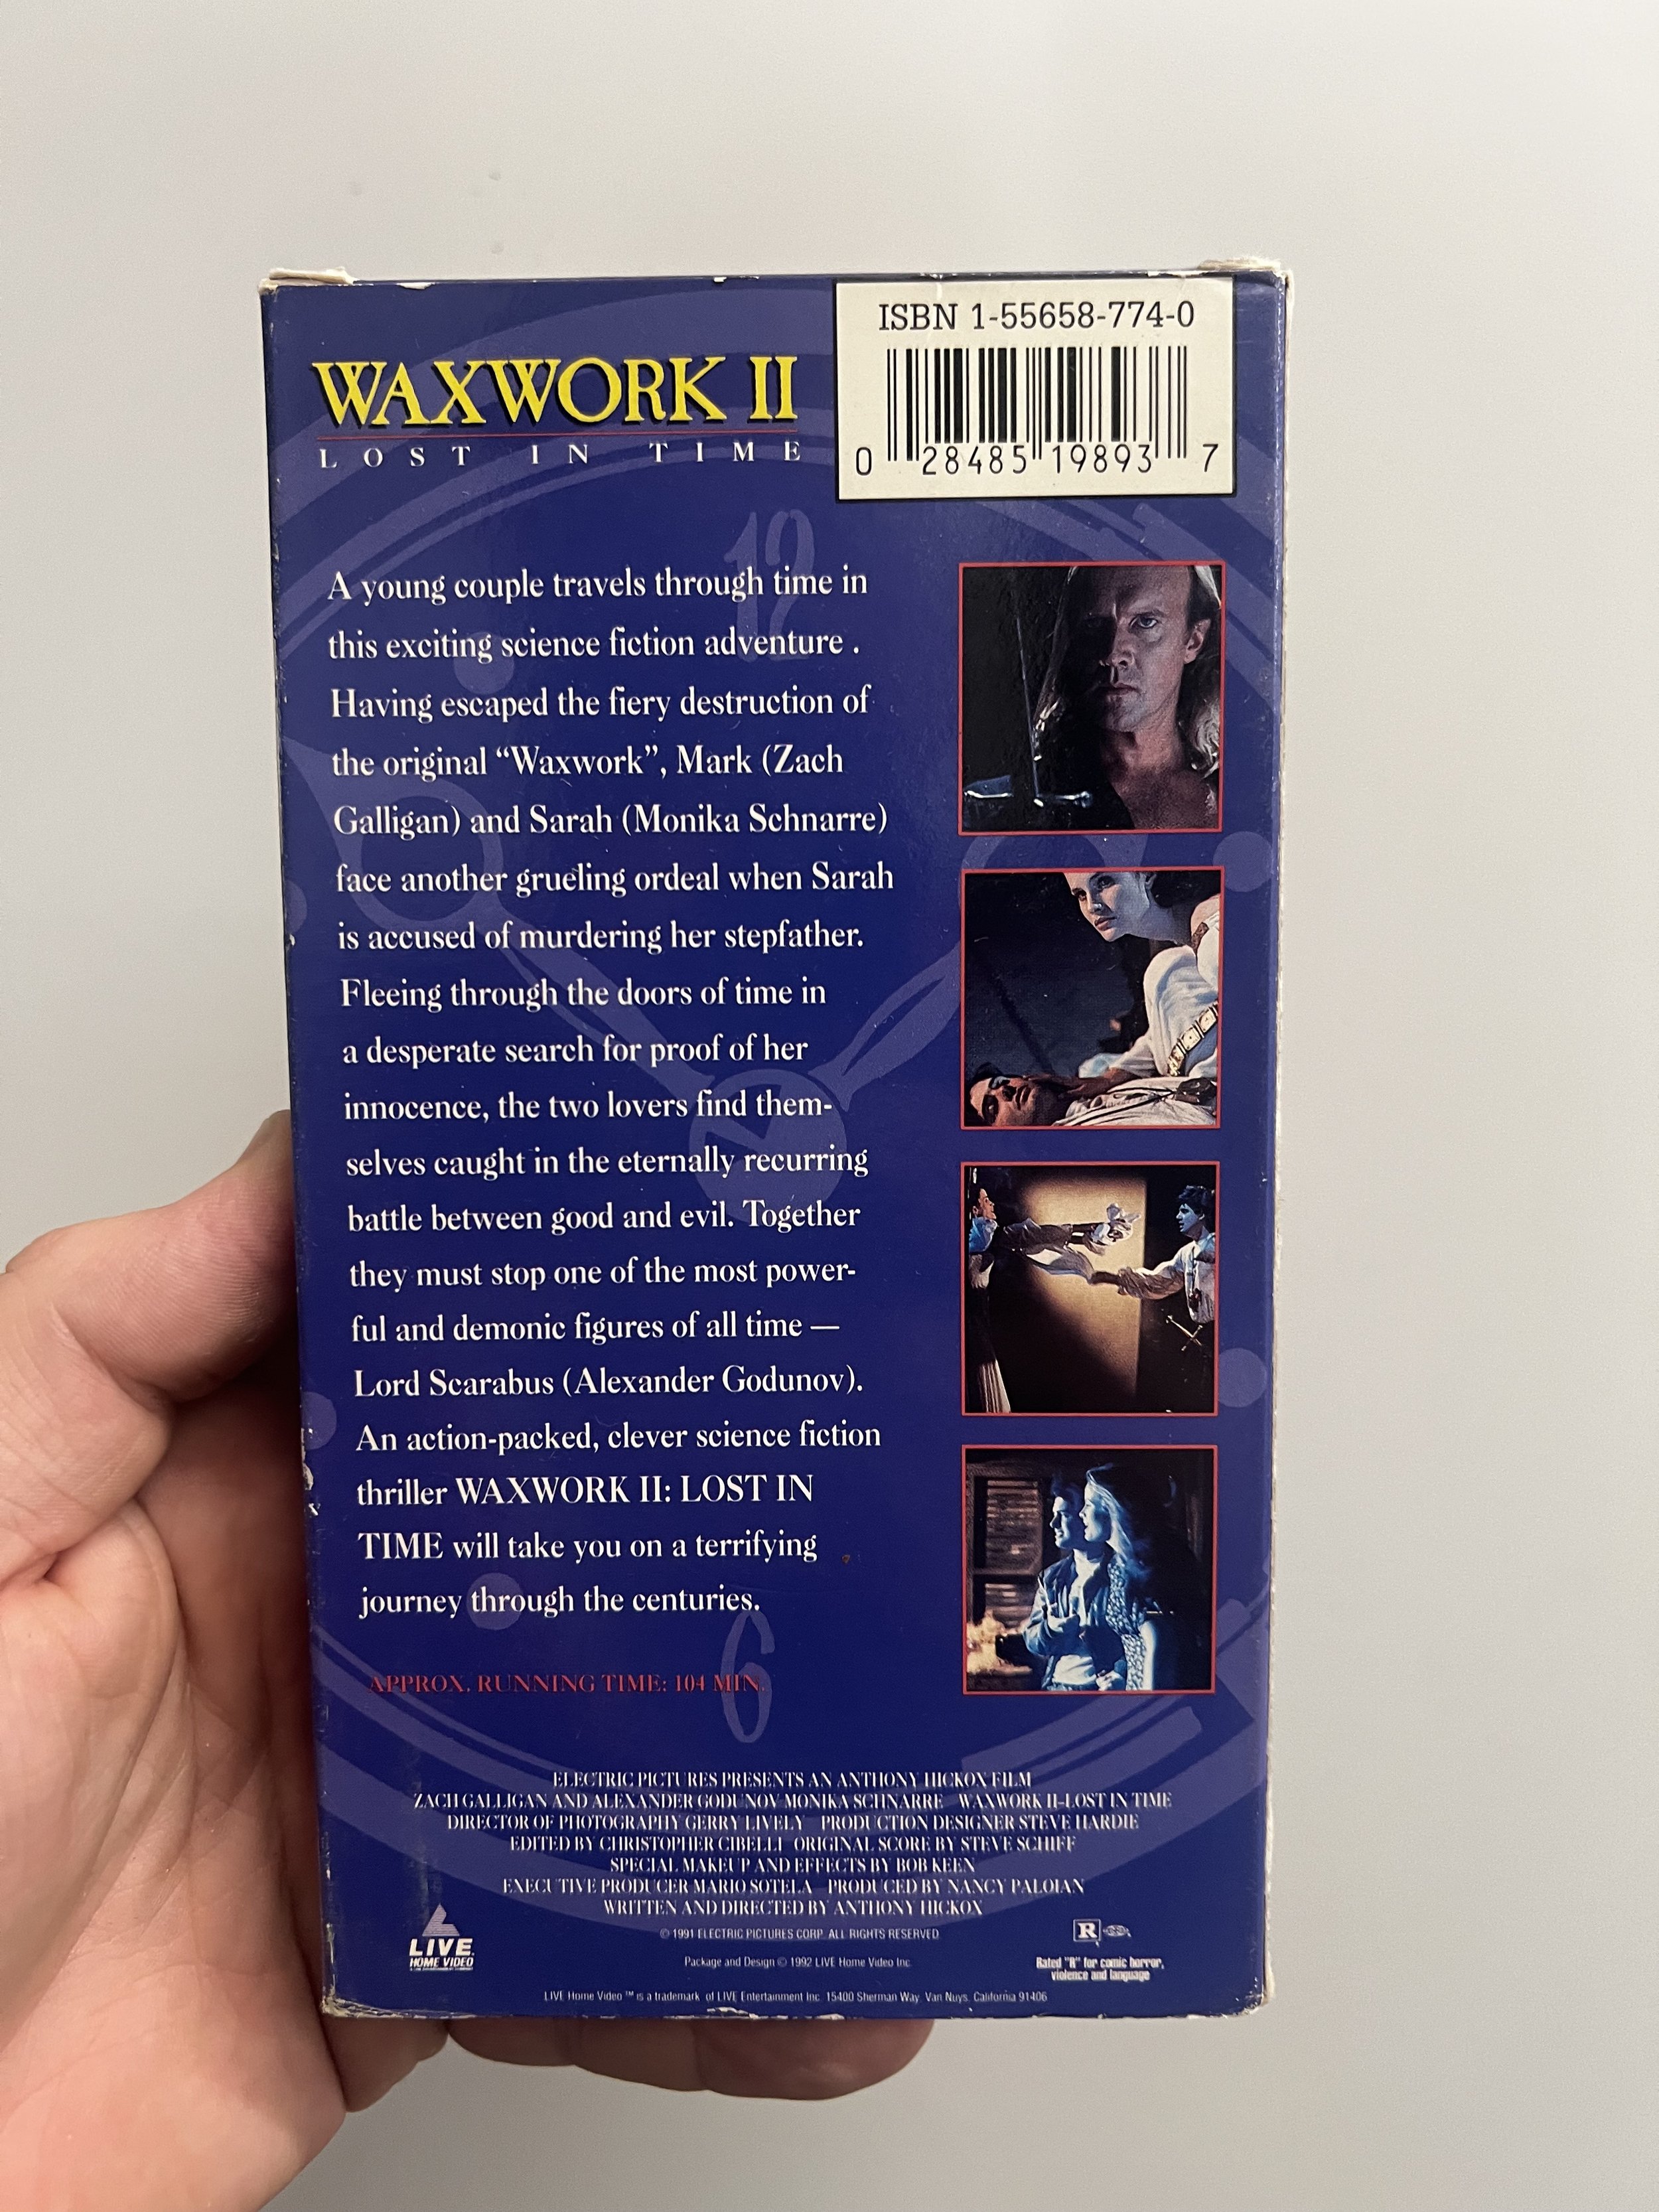 ISBN 1-55658-774-0
0 28485 19893 7
WAXWORK II
LOST IN TIME
12
A young couple travels through time in
this exciting science fiction adventure .
Having escaped the fiery destruction of
the original “Waxwork”, Mark (Zach
Galligan) and Sarah (Monika Schnarre)
face another grueling ordeal when Sarah
is accused of murdering her stepfather.
Fleeing through the doors of time in
a desperate search for proof of her
innocence, the two lovers find them-
selves caught in the eternally recurring
battle between good and evil. Together
they must stop one of the most power-
ful and demonic figures of all time —
Lord Scarabus (Alexander Godunov).
An action-packed, clever science fiction
thriller WAXWORK II: LOST IN
TIME will take you on a terrifying
journey through the centuries.
6
APPROX. RUNNING TIME: 104 MIN.
ELECTRIC PICTURES PRESENTS AN ANTHONY HICKOX FILM
ZACH GALLIGAN AND ALEXANDER GODUNOV MONIKA SCHNARRE WAXWORK II-LOST IN TIME
DIRECTOR OF PHOTOGRAPHY GERRY LIVELY PRODUCTION DESIGNER STEVE HARDIE
EDITED BY CHRISTOPHER CIBELLI ORIGINAL SCORE BY STEVE SCHIFF
SPECIAL MAKEUP AND EFFECTS BY BOB KEEN
EXECUTIVE PRODUCER MARIO SOTELA PRODUCED BY NANCY PALOIAN
WRITTEN AND DIRECTED BY ANTHONY HICKOX
© 1991 ELECTRIC PICTURES CORP. ALL RIGHTS RESERVED
LIVE
HOME VIDEO
Package and Design © 1992 LIVE Home Video Inc.
R
Rated "R" for comic horror,
violence and language
LIVE Home Video ™ is a trademark of LIVE Entertainment Inc. 15400 Sherman Way, Van Nuys, California 91406